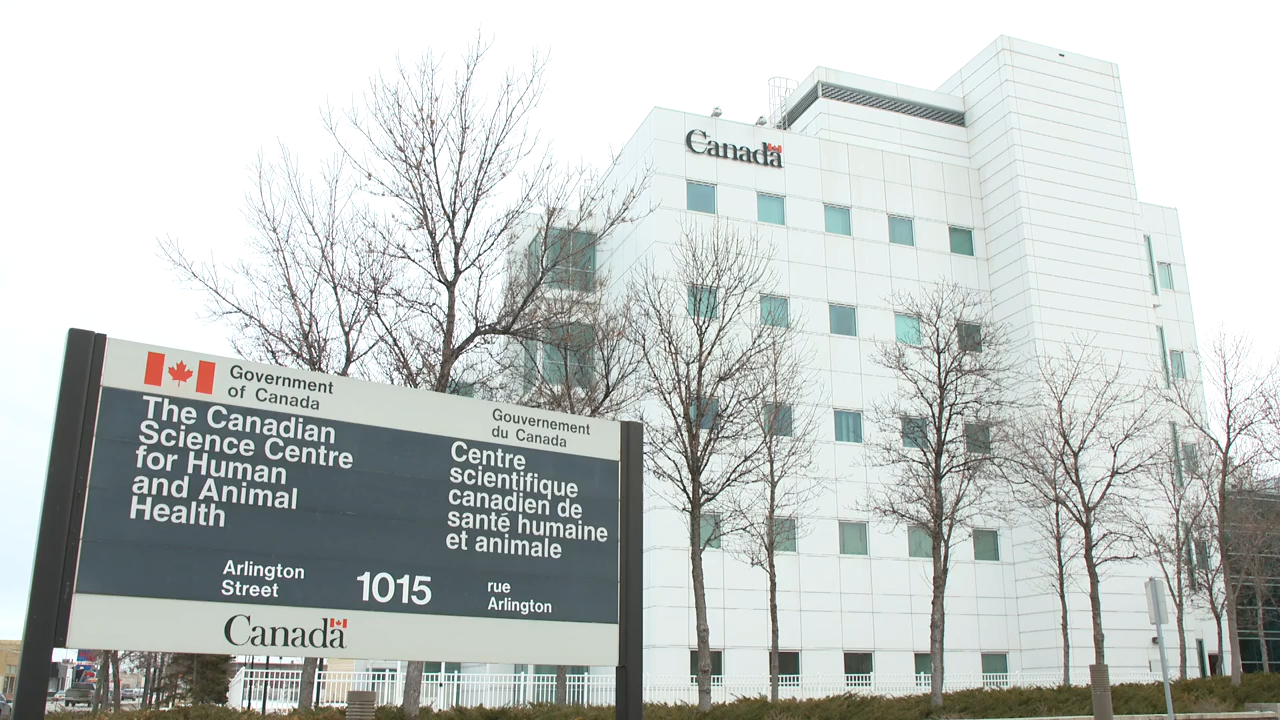 Canada
Government
of Canada
Gouvernement
du Canada
The Canadian
Science Centre
for Human
and Animal
Health
Centre
scientifique
canadien de
santé humaine
et animale
Arlington
Street
1015
rue
Arlington
Canada